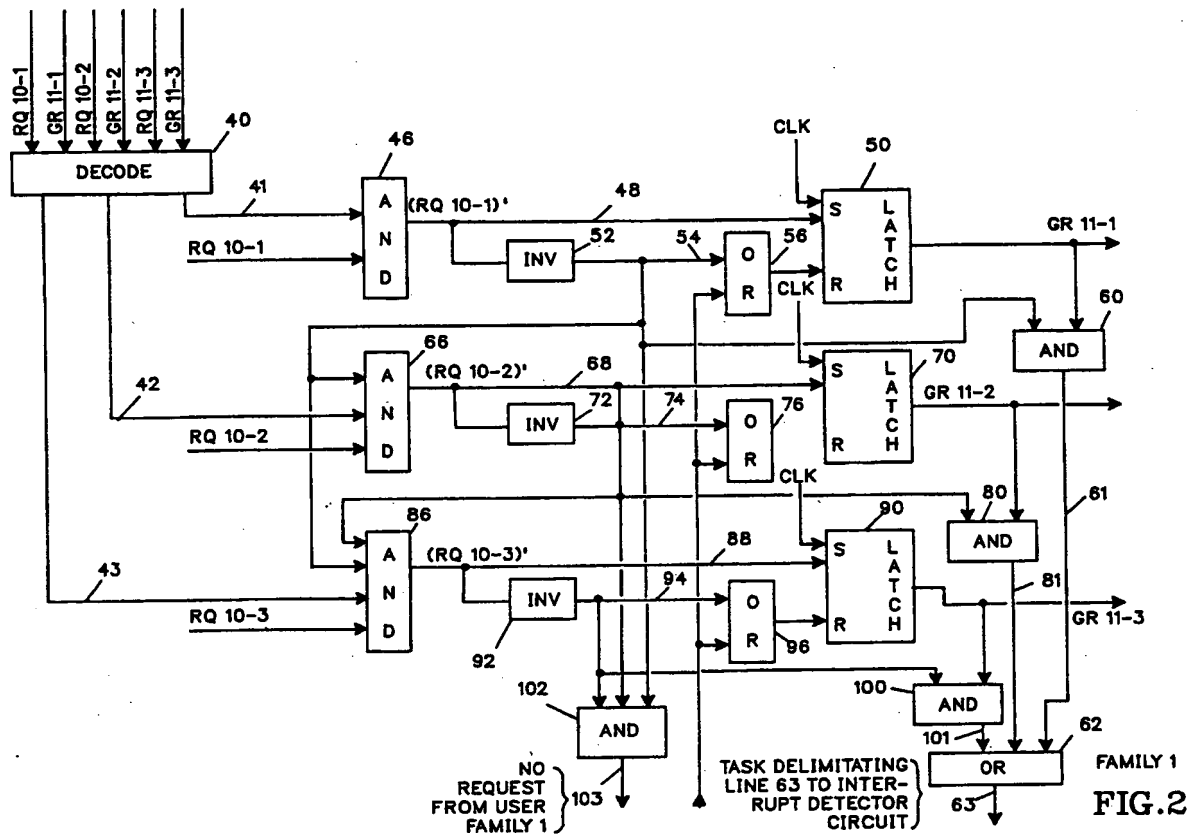 RQ 10-1
GR 11-1
RQ 10-2
GR 11-2
RQ 11-3
GR 11-3
40
DECODE
41
46
A
N
D
(RQ 10-1)'
48
RQ 10-1
52
INV
54
56
O
R
CLK
50
S
R
L
A
T
C
H
GR 11-1
60
AND
42
66
A
N
D
(RQ 10-2)'
68
RQ 10-2
72
INV
74
76
O
R
CLK
70
S
R
L
A
T
C
H
GR 11-2
80
AND
61
81
43
86
A
N
D
(RQ 10-3)'
88
RQ 10-3
INV
92
94
O
R
96
CLK
90
S
R
L
A
T
C
H
GR 11-3
102
AND
100
AND
101
62
OR
63
NO
REQUEST
FROM USER
FAMILY 1
103
TASK DELIMITATING
LINE 63 TO INTER-
RUPT DETECTOR
CIRCUIT
FAMILY 1
FIG.2